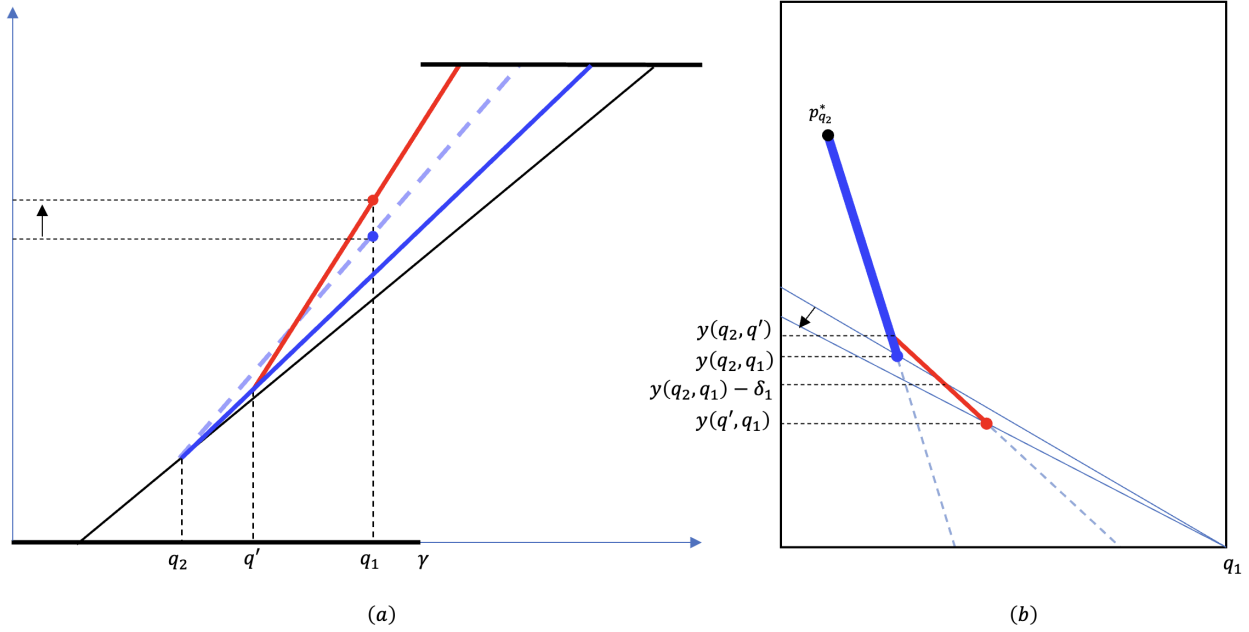 p*_{q_2}
y(q_2, q′)
y(q_2, q_1)
y(q_2, q_1) − δ_1
y(q′, q_1)
q_2 q′ q_1 γ
q_1
(a) (b)